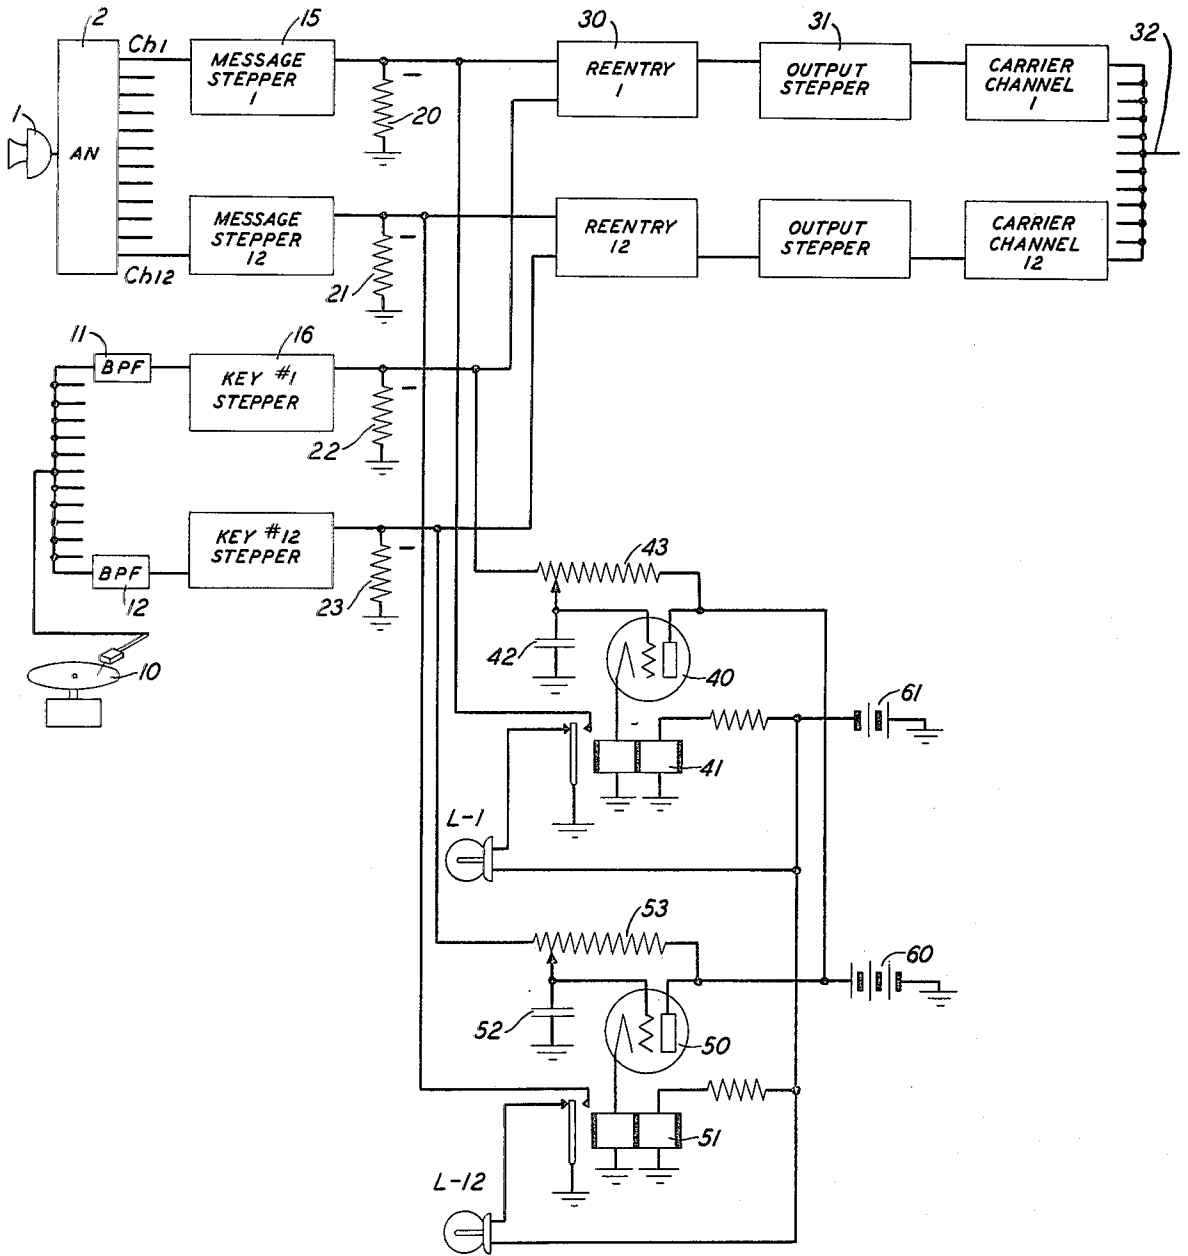 2
Ch1
15
MESSAGE
STEPPER
1
20
30
REENTRY
1
31
OUTPUT
STEPPER
CARRIER
CHANNEL
1
32
1
AN
Ch12
MESSAGE
STEPPER
12
21
REENTRY
12
OUTPUT
STEPPER
CARRIER
CHANNEL
12
11
BPF
16
KEY #1
STEPPER
22
BPF
12
KEY #12
STEPPER
23
10
43
42
40
61
41
L-1
53
60
52
50
51
L-12